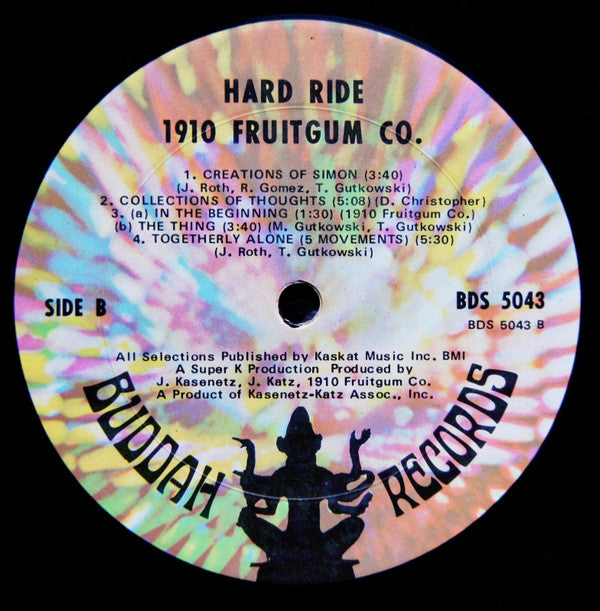 HARD RIDE
1910 FRUITGUM CO.
1. CREATIONS OF SIMON (3:40)
(J. Roth, R. Gomez, T. Gutkowski)
2. COLLECTIONS OF THOUGHTS (5:08) (D. Christopher)
3. (a) IN THE BEGINNING (1:30) (1910 Fruitgum Co.)
(b) THE THING (3:40) (M. Gutkowski, T. Gutkowski)
4. TOGETHERLY ALONE (5 MOVEMENTS) (5:30)
(J. Roth, T. Gutkowski)
SIDE B
BDS 5043
BDS 5043 B
All Selections Published by Kaskat Music Inc. BMI
A Super K Production Produced by
J. Kasenetz, J. Katz, 1910 Fruitgum Co.
A Product of Kasenetz-Katz Assoc., Inc.
BUDDAH RECORDS